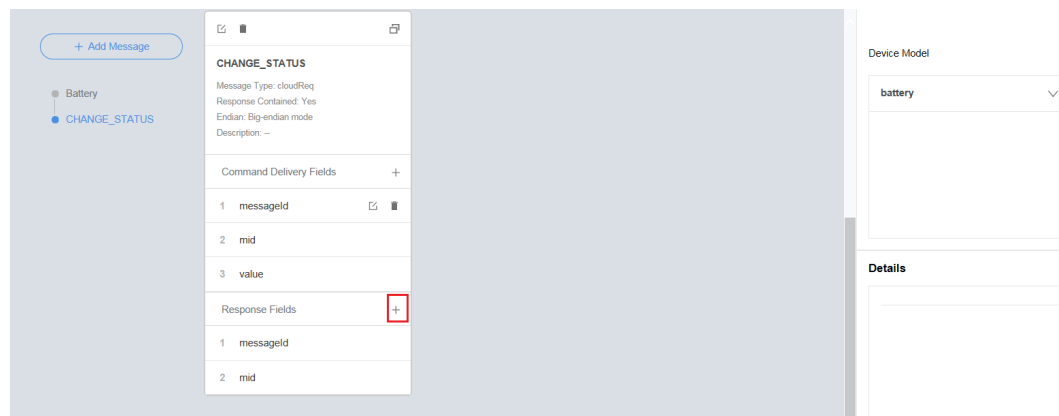 + Add Message
Battery
CHANGE_STATUS
CHANGE_STATUS
Message Type: cloudReq
Response Contained: Yes
Endian: Big-endian mode
Description: --
Command Delivery Fields +
1 messageId
2 mid
3 value
Response Fields +
1 messageId
2 mid
Device Model
battery
Details